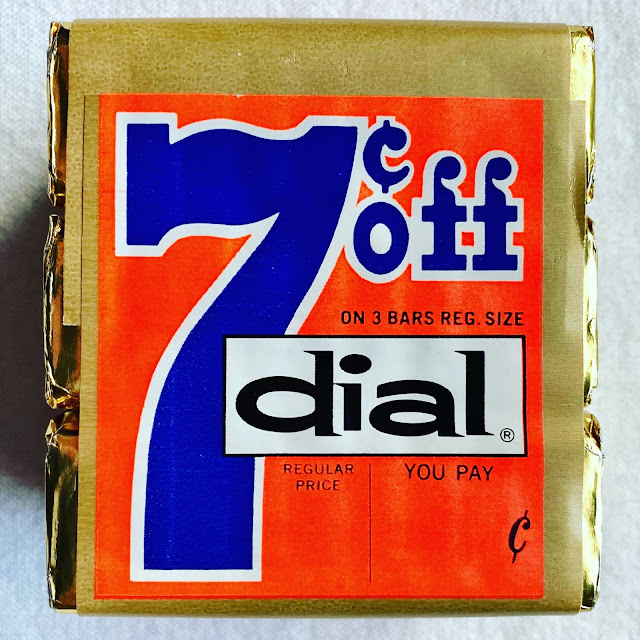 7¢ off
ON 3 BARS REG. SIZE
dial®
REGULAR PRICE
YOU PAY
¢